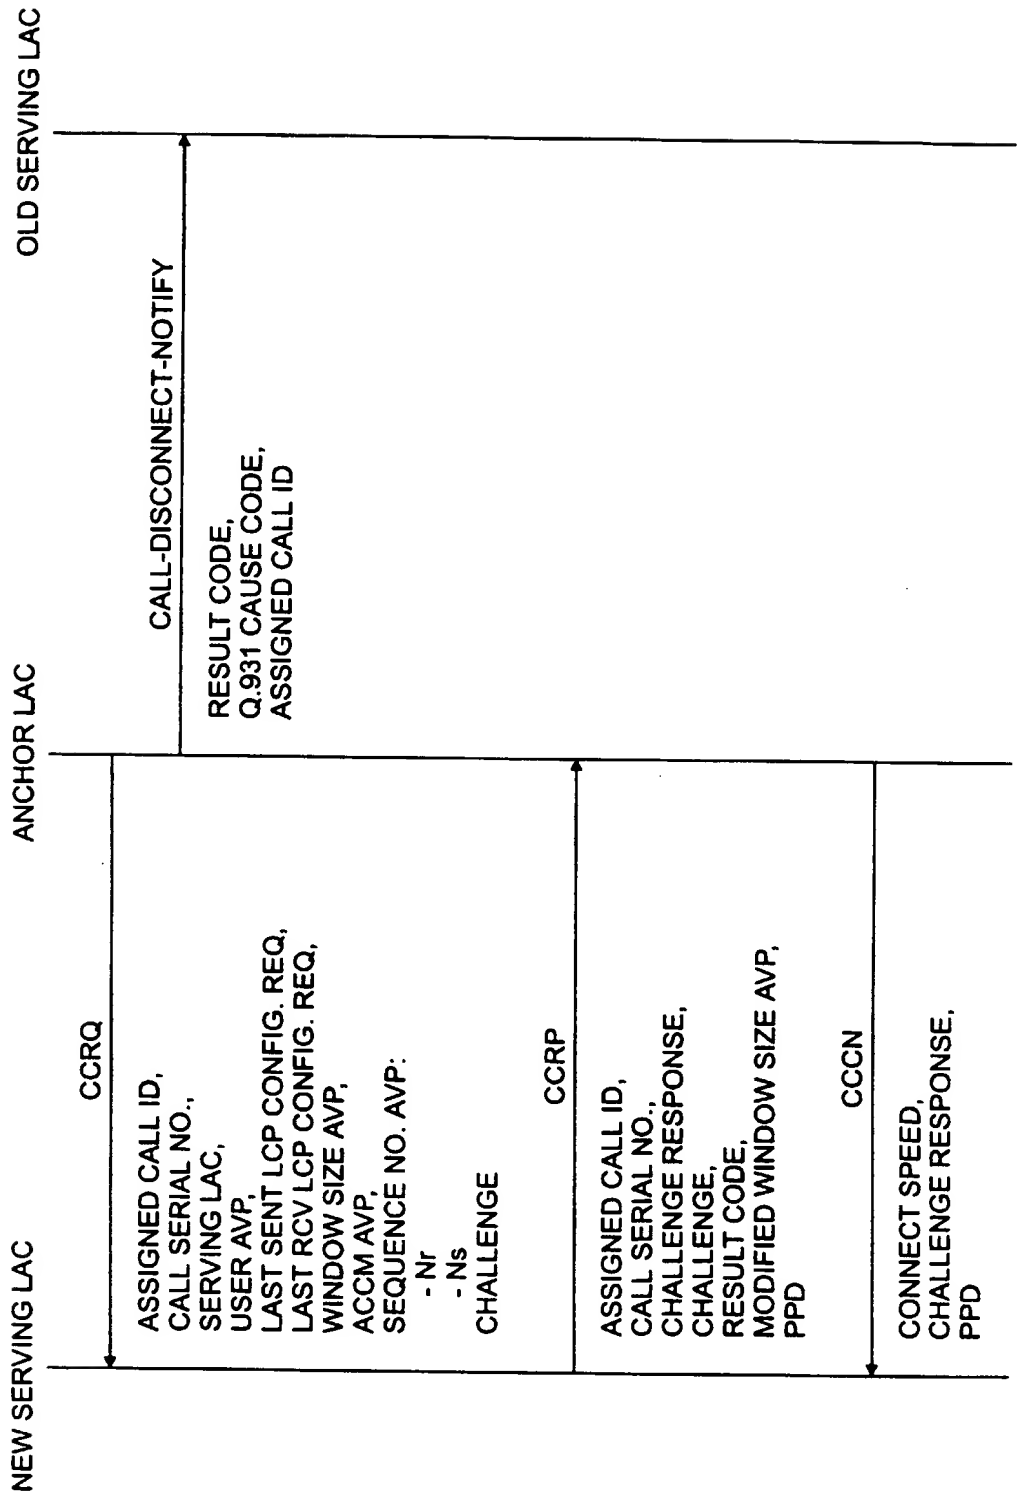 NEW SERVING LAC
ANCHOR LAC
OLD SERVING LAC
CCRQ
ASSIGNED CALL ID,
CALL SERIAL NO.,
SERVING LAC,
USER AVP,
LAST SENT LCP CONFIG. REQ,
LAST RCV LCP CONFIG. REQ,
WINDOW SIZE AVP,
ACCM AVP,
SEQUENCE NO. AVP:
- Nr
- Ns
CHALLENGE
CALL-DISCONNECT-NOTIFY
RESULT CODE,
Q.931 CAUSE CODE,
ASSIGNED CALL ID
CCRP
ASSIGNED CALL ID,
CALL SERIAL NO.,
CHALLENGE RESPONSE,
CHALLENGE,
RESULT CODE,
MODIFIED WINDOW SIZE AVP,
PPD
CCCN
CONNECT SPEED,
CHALLENGE RESPONSE,
PPD